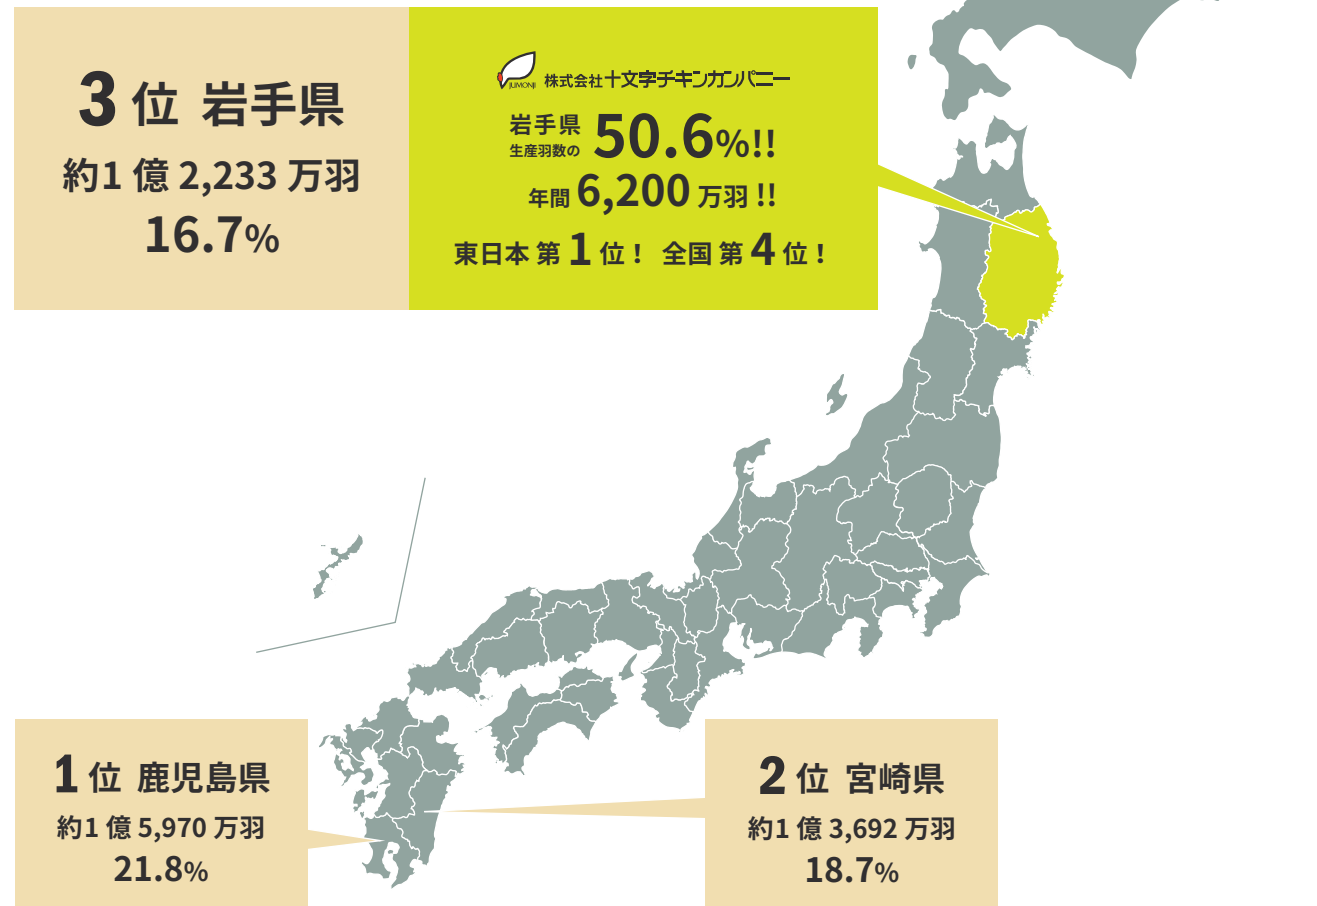 3 位 岩手県
約1 億 2,233 万羽
16.7%
JUMONJI 株式会社十文字チキンカンパニー
岩手県
生産羽数の 50.6%!!
年間 6,200 万羽 !!
東日本 第 1 位！ 全国 第 4 位！
1 位 鹿児島県
約1 億 5,970 万羽
21.8%
2 位 宮崎県
約1 億 3,692 万羽
18.7%